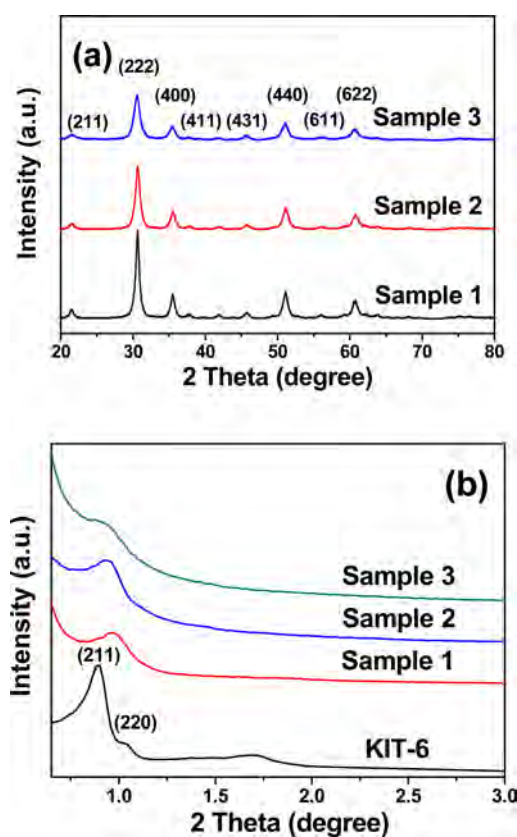 (a)
(222)
(211)
(400)
(411)
(431)
(440)
(611)
(622)
Sample 3
Sample 2
Sample 1
Intensity (a.u.)
20 30 40 50 60 70 80
2 Theta (degree)
(b)
Sample 3
Sample 2
Sample 1
(211)
(220)
KIT-6
Intensity (a.u.)
1.0 1.5 2.0 2.5 3.0
2 Theta (degree)